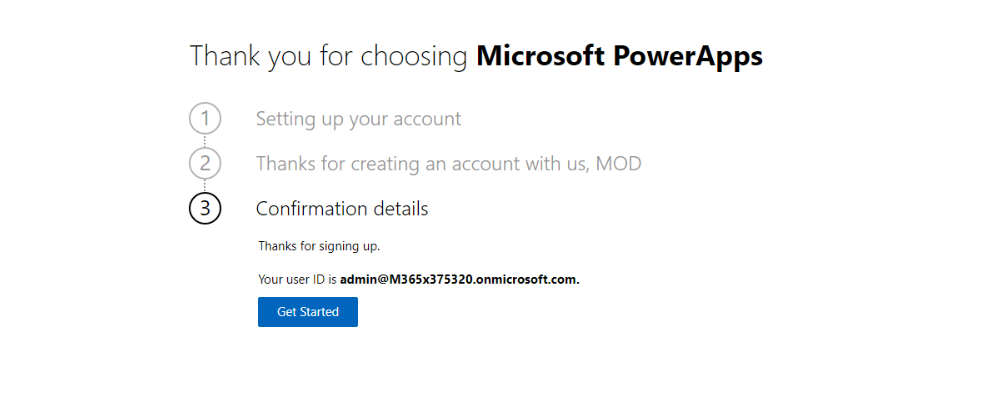 Thank you for choosing Microsoft PowerApps
1 Setting up your account
2 Thanks for creating an account with us, MOD
3 Confirmation details
Thanks for signing up.
Your user ID is admin@M365x375320.onmicrosoft.com.
Get Started